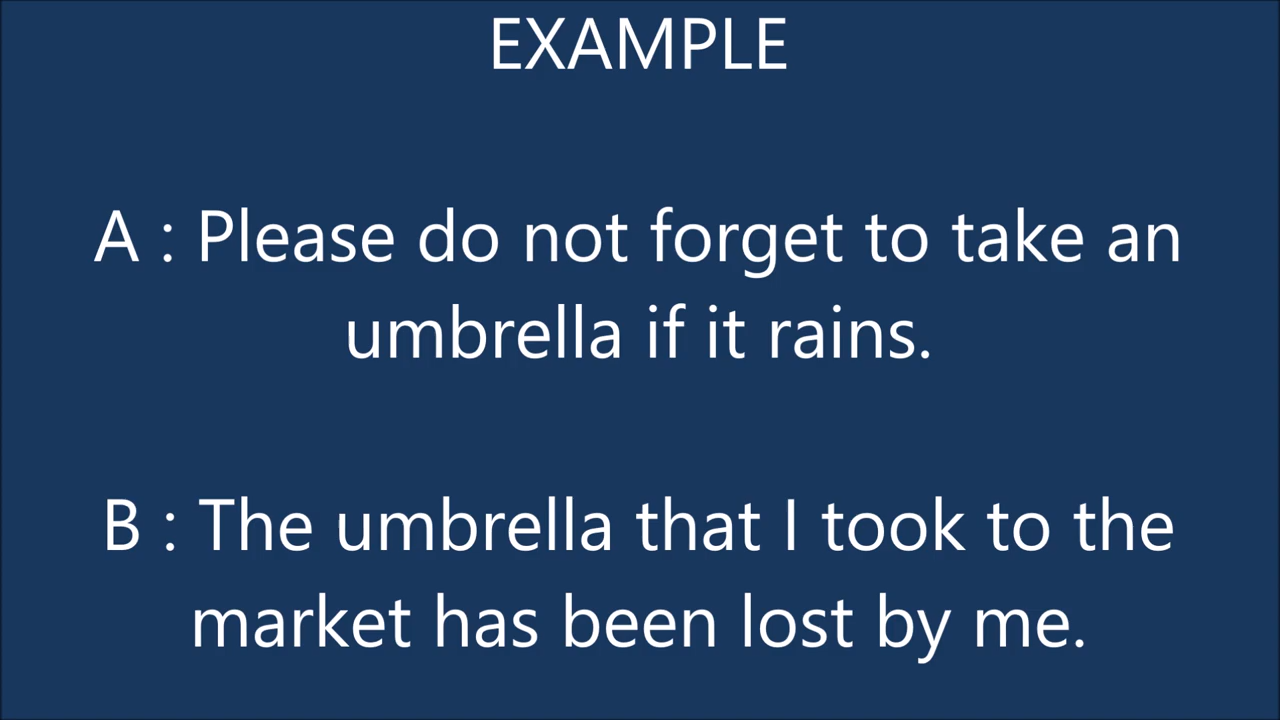 EXAMPLE
A : Please do not forget to take an
umbrella if it rains.
B : The umbrella that I took to the
market has been lost by me.